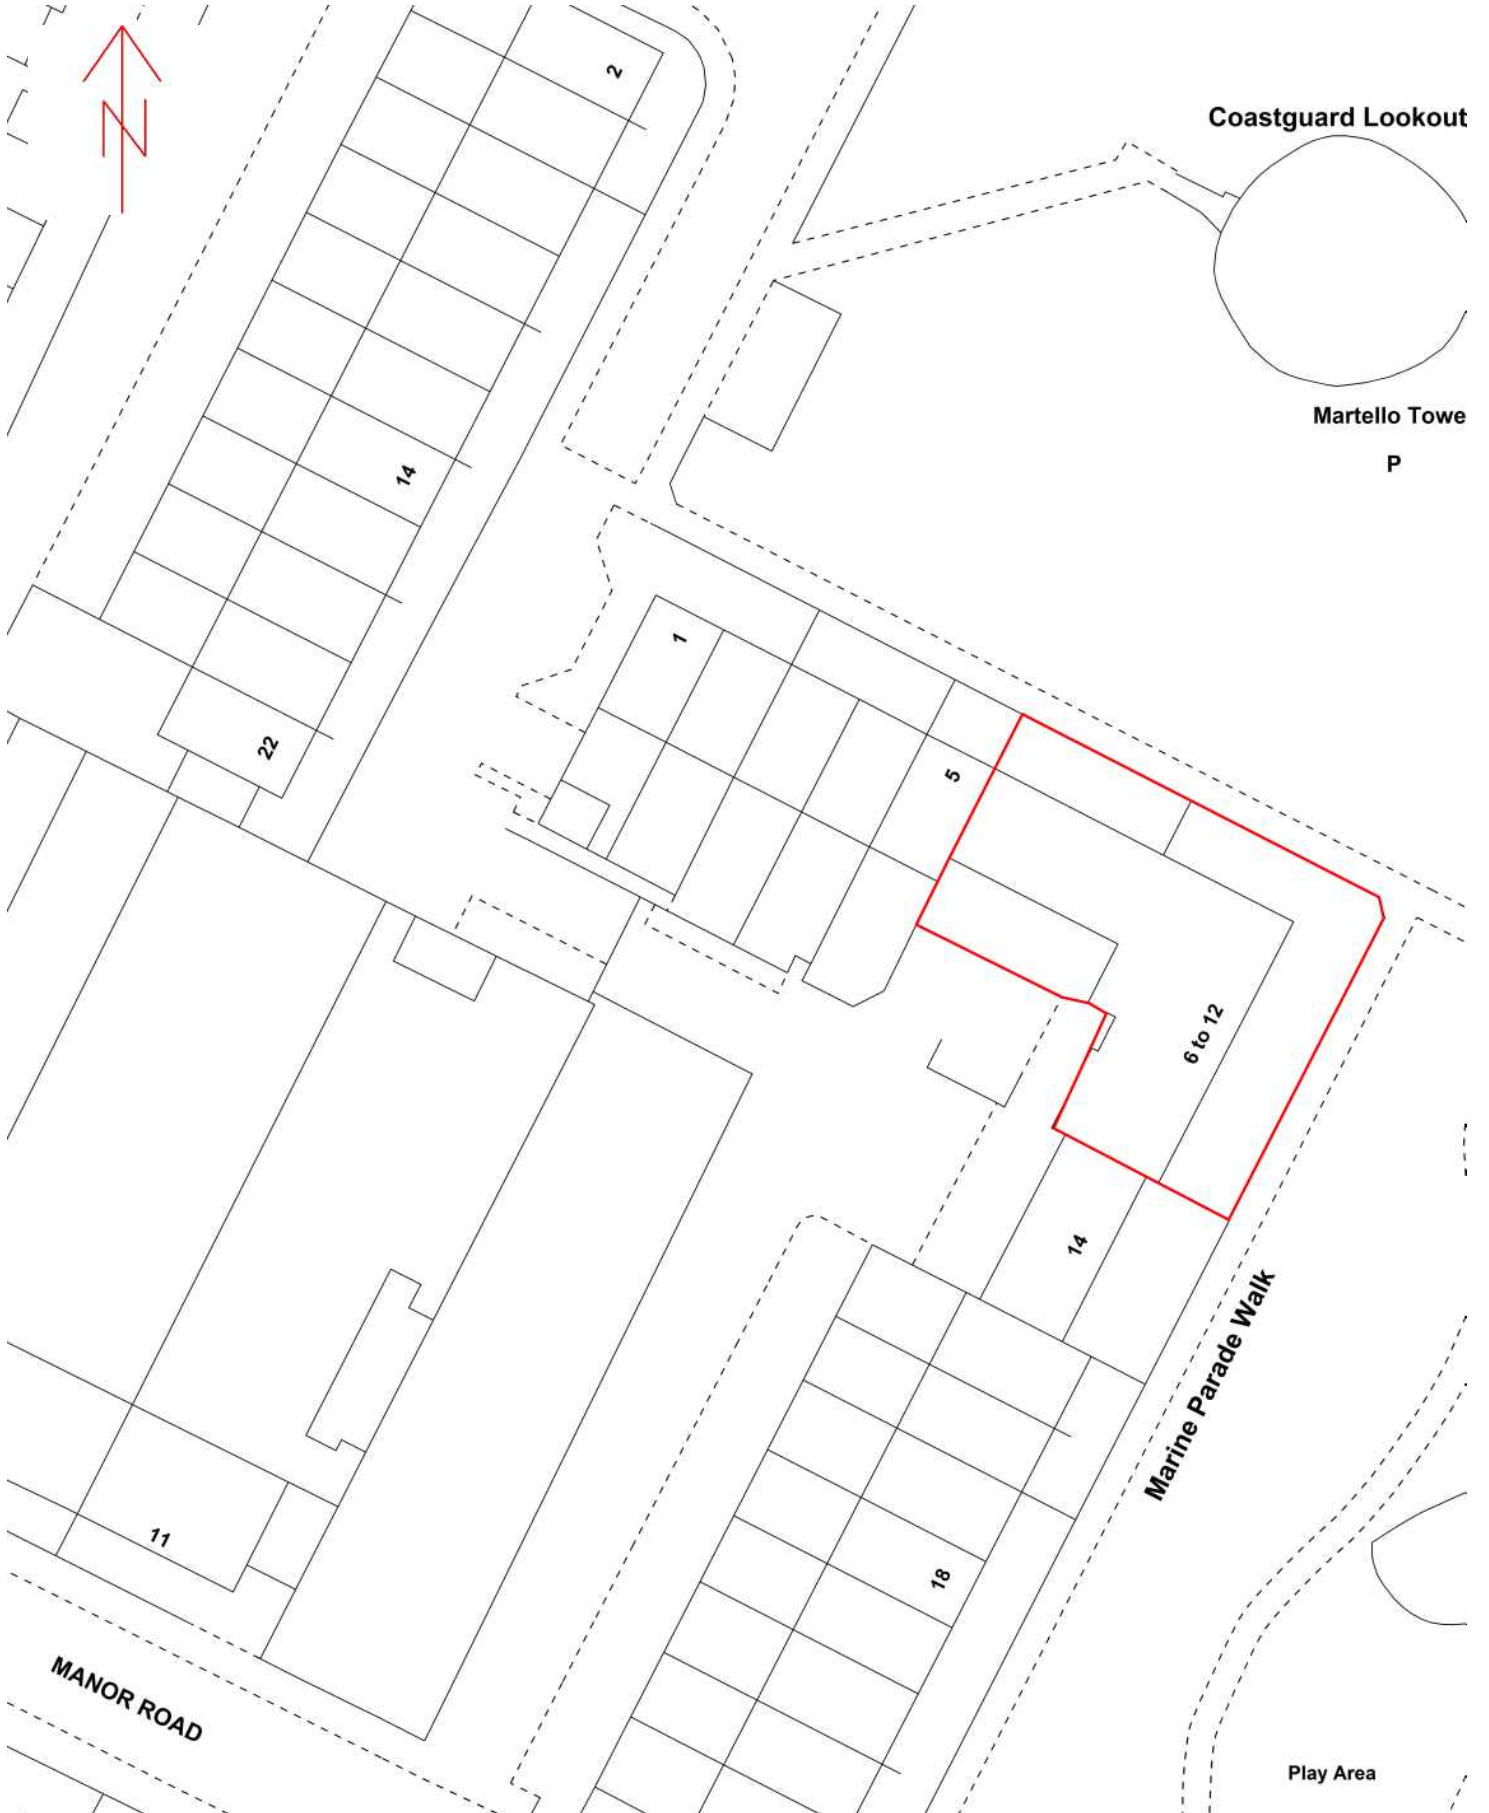 2
N
Coastguard Lookout
Martello Towe
P
14
1
22
5
6 to 12
14
Marine Parade Walk
18
11
MANOR ROAD
Play Area